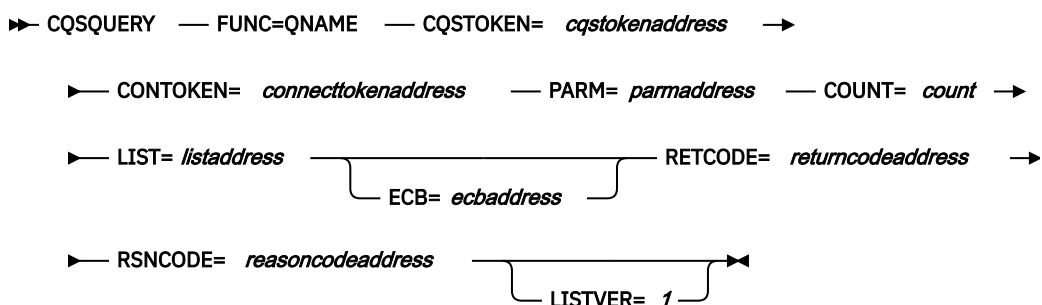 CQSQUERY FUNC=QNAME CQSTOKEN= cqstokenaddress
CONTOKEN= connecttokenaddress PARM= parmaddress COUNT= count
LIST= listaddress RETCODE= returncodeaddress
ECB= ecbaddress
RSNCODE= reasoncodeaddress
LISTVER= 1